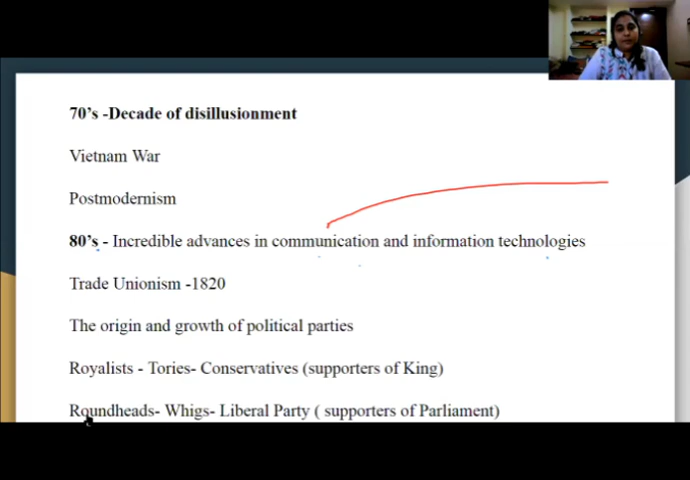 70's -Decade of disillusionment
Vietnam War
Postmodernism
80's - Incredible advances in communication and information technologies
Trade Unionism -1820
The origin and growth of political parties
Royalists - Tories- Conservatives (supporters of King)
Roundheads- Whigs- Liberal Party ( supporters of Parliament)